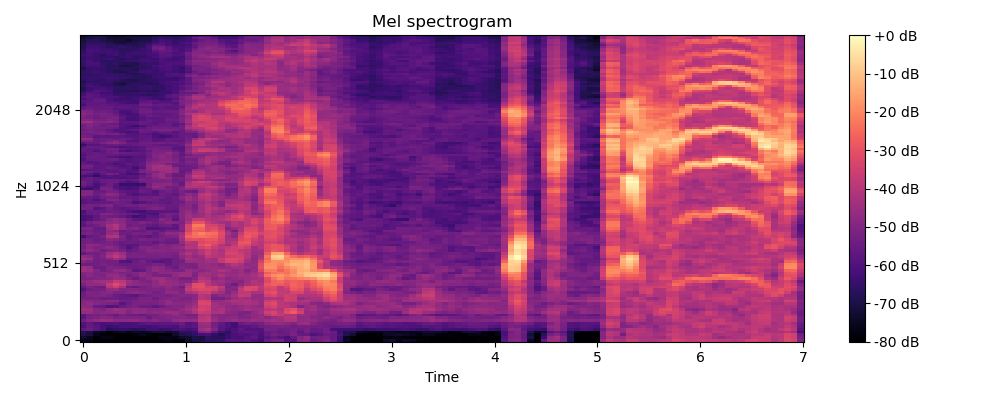 Mel spectrogram
Hz
2048
1024
512
0
0 1 2 3 4 5 6 7
Time
+0 dB
-10 dB
-20 dB
-30 dB
-40 dB
-50 dB
-60 dB
-70 dB
-80 dB